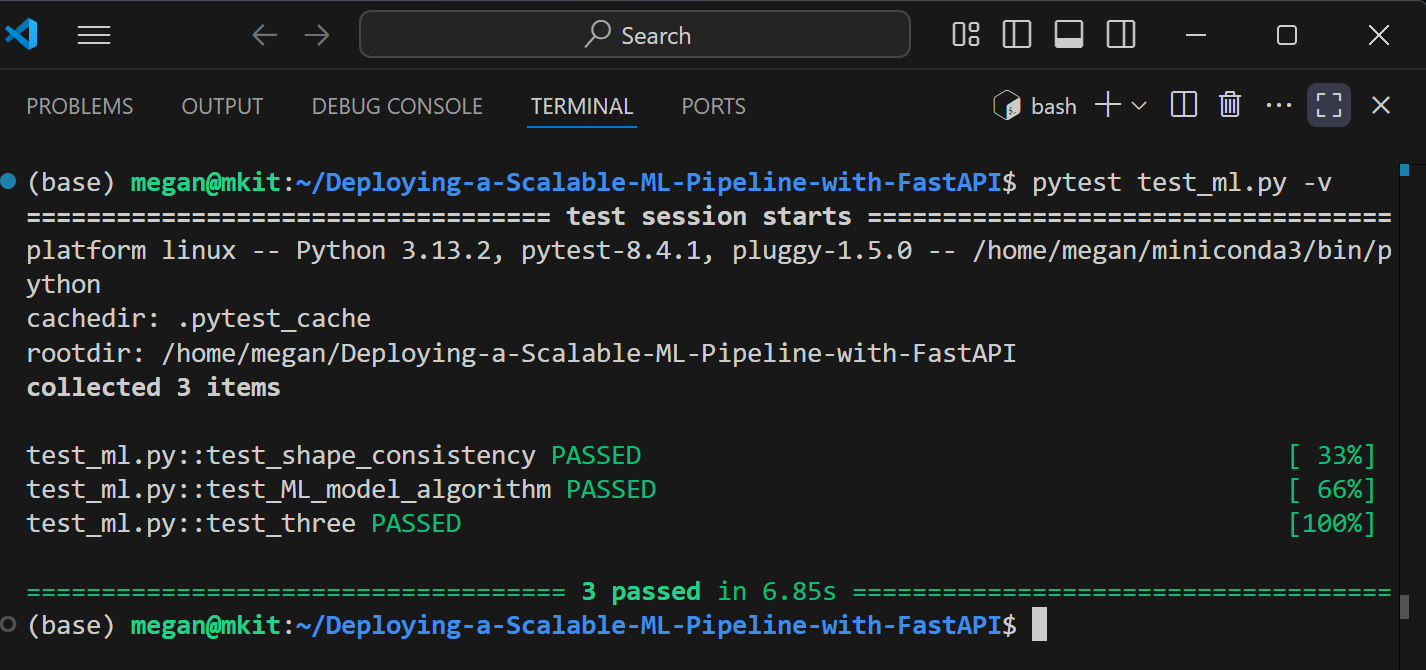 Search
PROBLEMS OUTPUT DEBUG CONSOLE TERMINAL PORTS bash
(base) megan@mkit:~/Deploying-a-Scalable-ML-Pipeline-with-FastAPI$ pytest test_ml.py -v
=================================== test session starts ===================================
platform linux -- Python 3.13.2, pytest-8.4.1, pluggy-1.5.0 -- /home/megan/miniconda3/bin/p
ython
cachedir: .pytest_cache
rootdir: /home/megan/Deploying-a-Scalable-ML-Pipeline-with-FastAPI
collected 3 items
test_ml.py::test_shape_consistency PASSED [ 33%]
test_ml.py::test_ML_model_algorithm PASSED [ 66%]
test_ml.py::test_three PASSED [100%]
==================================== 3 passed in 6.85s ====================================
(base) megan@mkit:~/Deploying-a-Scalable-ML-Pipeline-with-FastAPI$